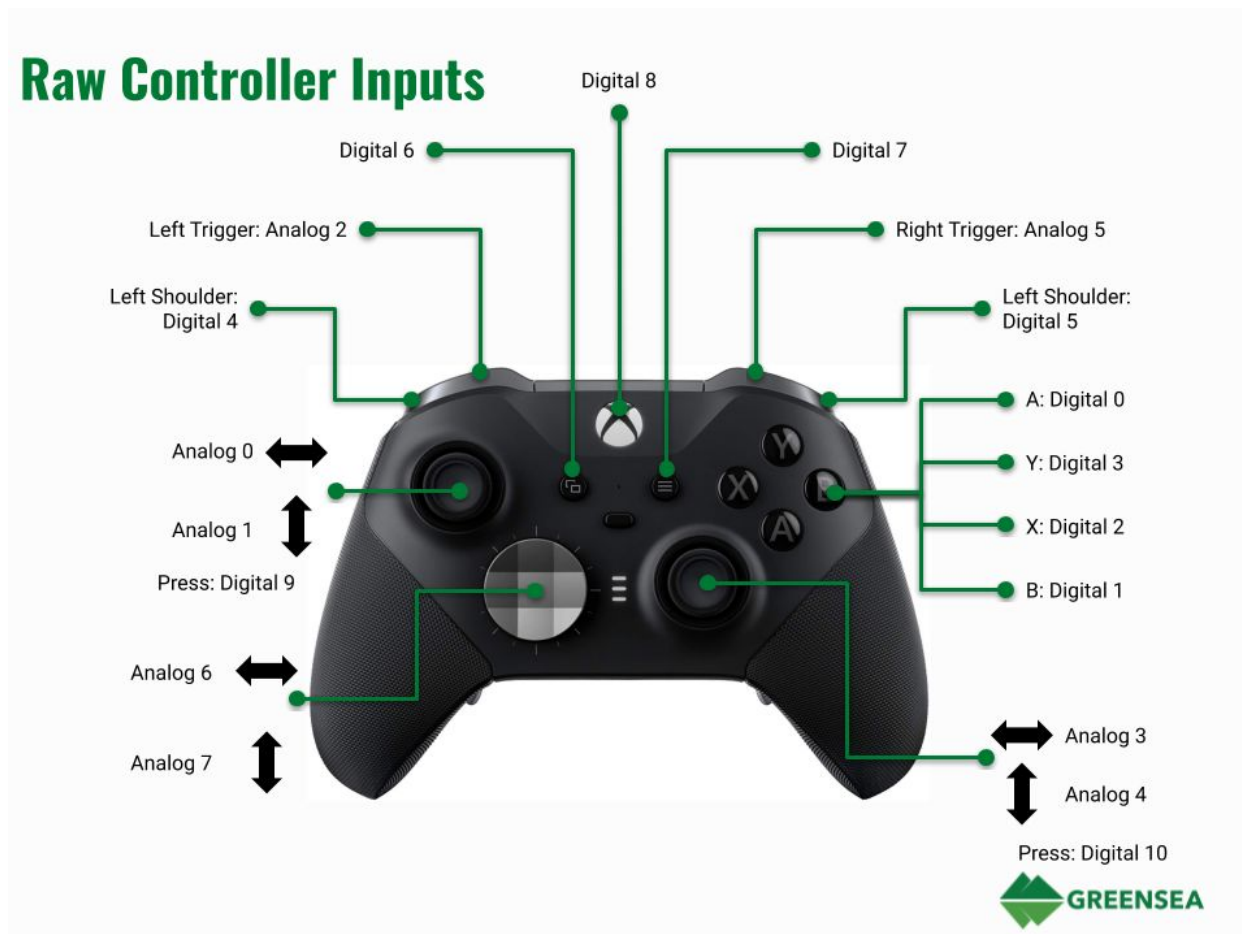 Raw Controller Inputs
Digital 8
Digital 6
Digital 7
Left Trigger: Analog 2
Right Trigger: Analog 5
Left Shoulder:
Digital 4
Left Shoulder:
Digital 5
A: Digital 0
Analog 0
Y: Digital 3
Y
X
B
A
Analog 1
X: Digital 2
Press: Digital 9
B: Digital 1
Analog 6
Analog 7
Analog 3
Analog 4
Press: Digital 10
GREENSEA